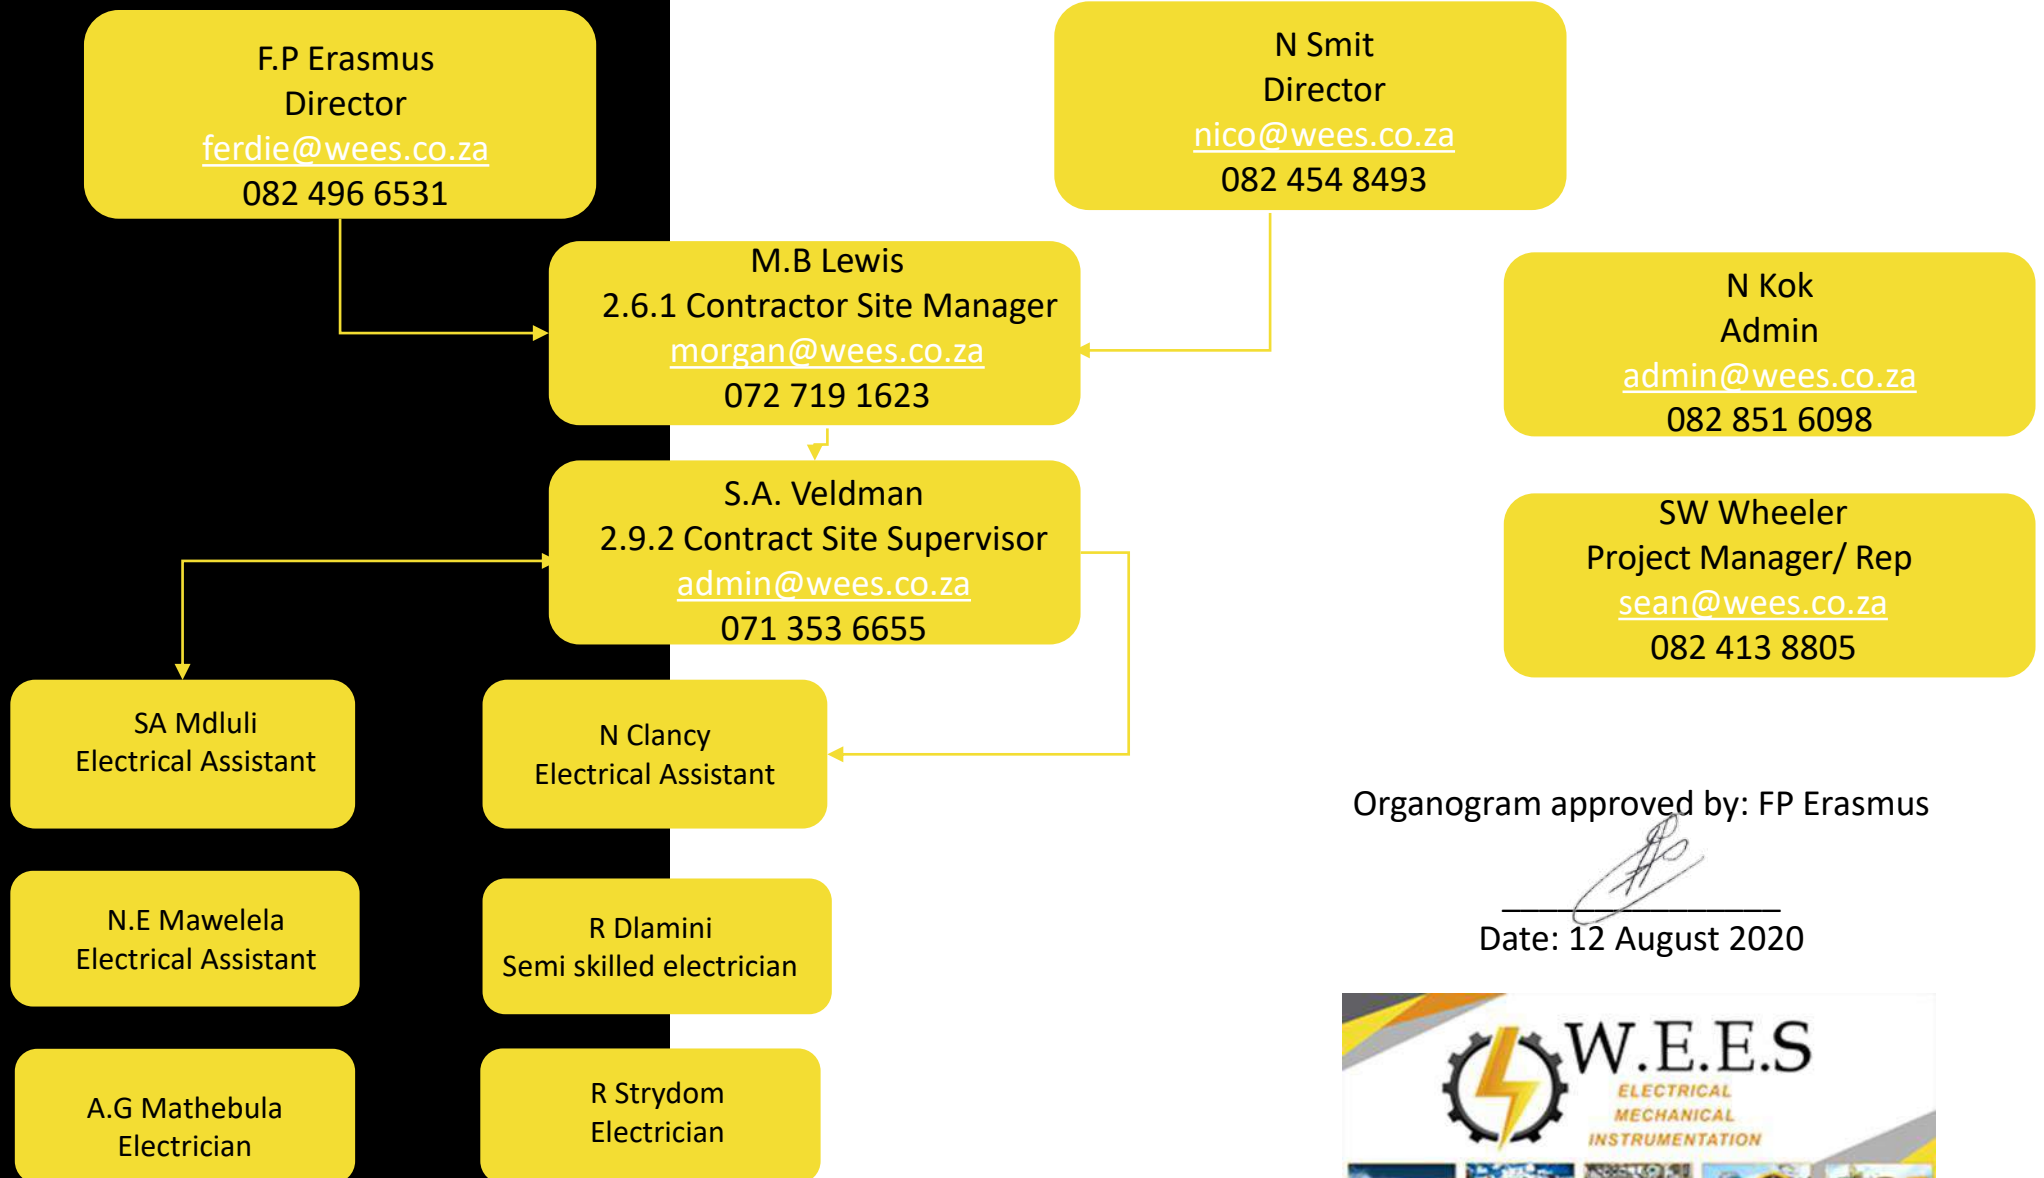 F.P Erasmus
Director
ferdie@wees.co.za
082 496 6531
N Smit
Director
nico@wees.co.za
082 454 8493
M.B Lewis
2.6.1 Contractor Site Manager
morgan@wees.co.za
072 719 1623
N Kok
Admin
admin@wees.co.za
082 851 6098
S.A. Veldman
2.9.2 Contract Site Supervisor
admin@wees.co.za
071 353 6655
SW Wheeler
Project Manager/ Rep
sean@wees.co.za
082 413 8805
SA Mdluli
Electrical Assistant
N Clancy
Electrical Assistant
N.E Mawelela
Electrical Assistant
R Dlamini
Semi skilled electrician
A.G Mathebula
Electrician
R Strydom
Electrician
Organogram approved by: FP Erasmus
Date: 12 August 2020
W.E.E.S
ELECTRICAL
MECHANICAL
INSTRUMENTATION